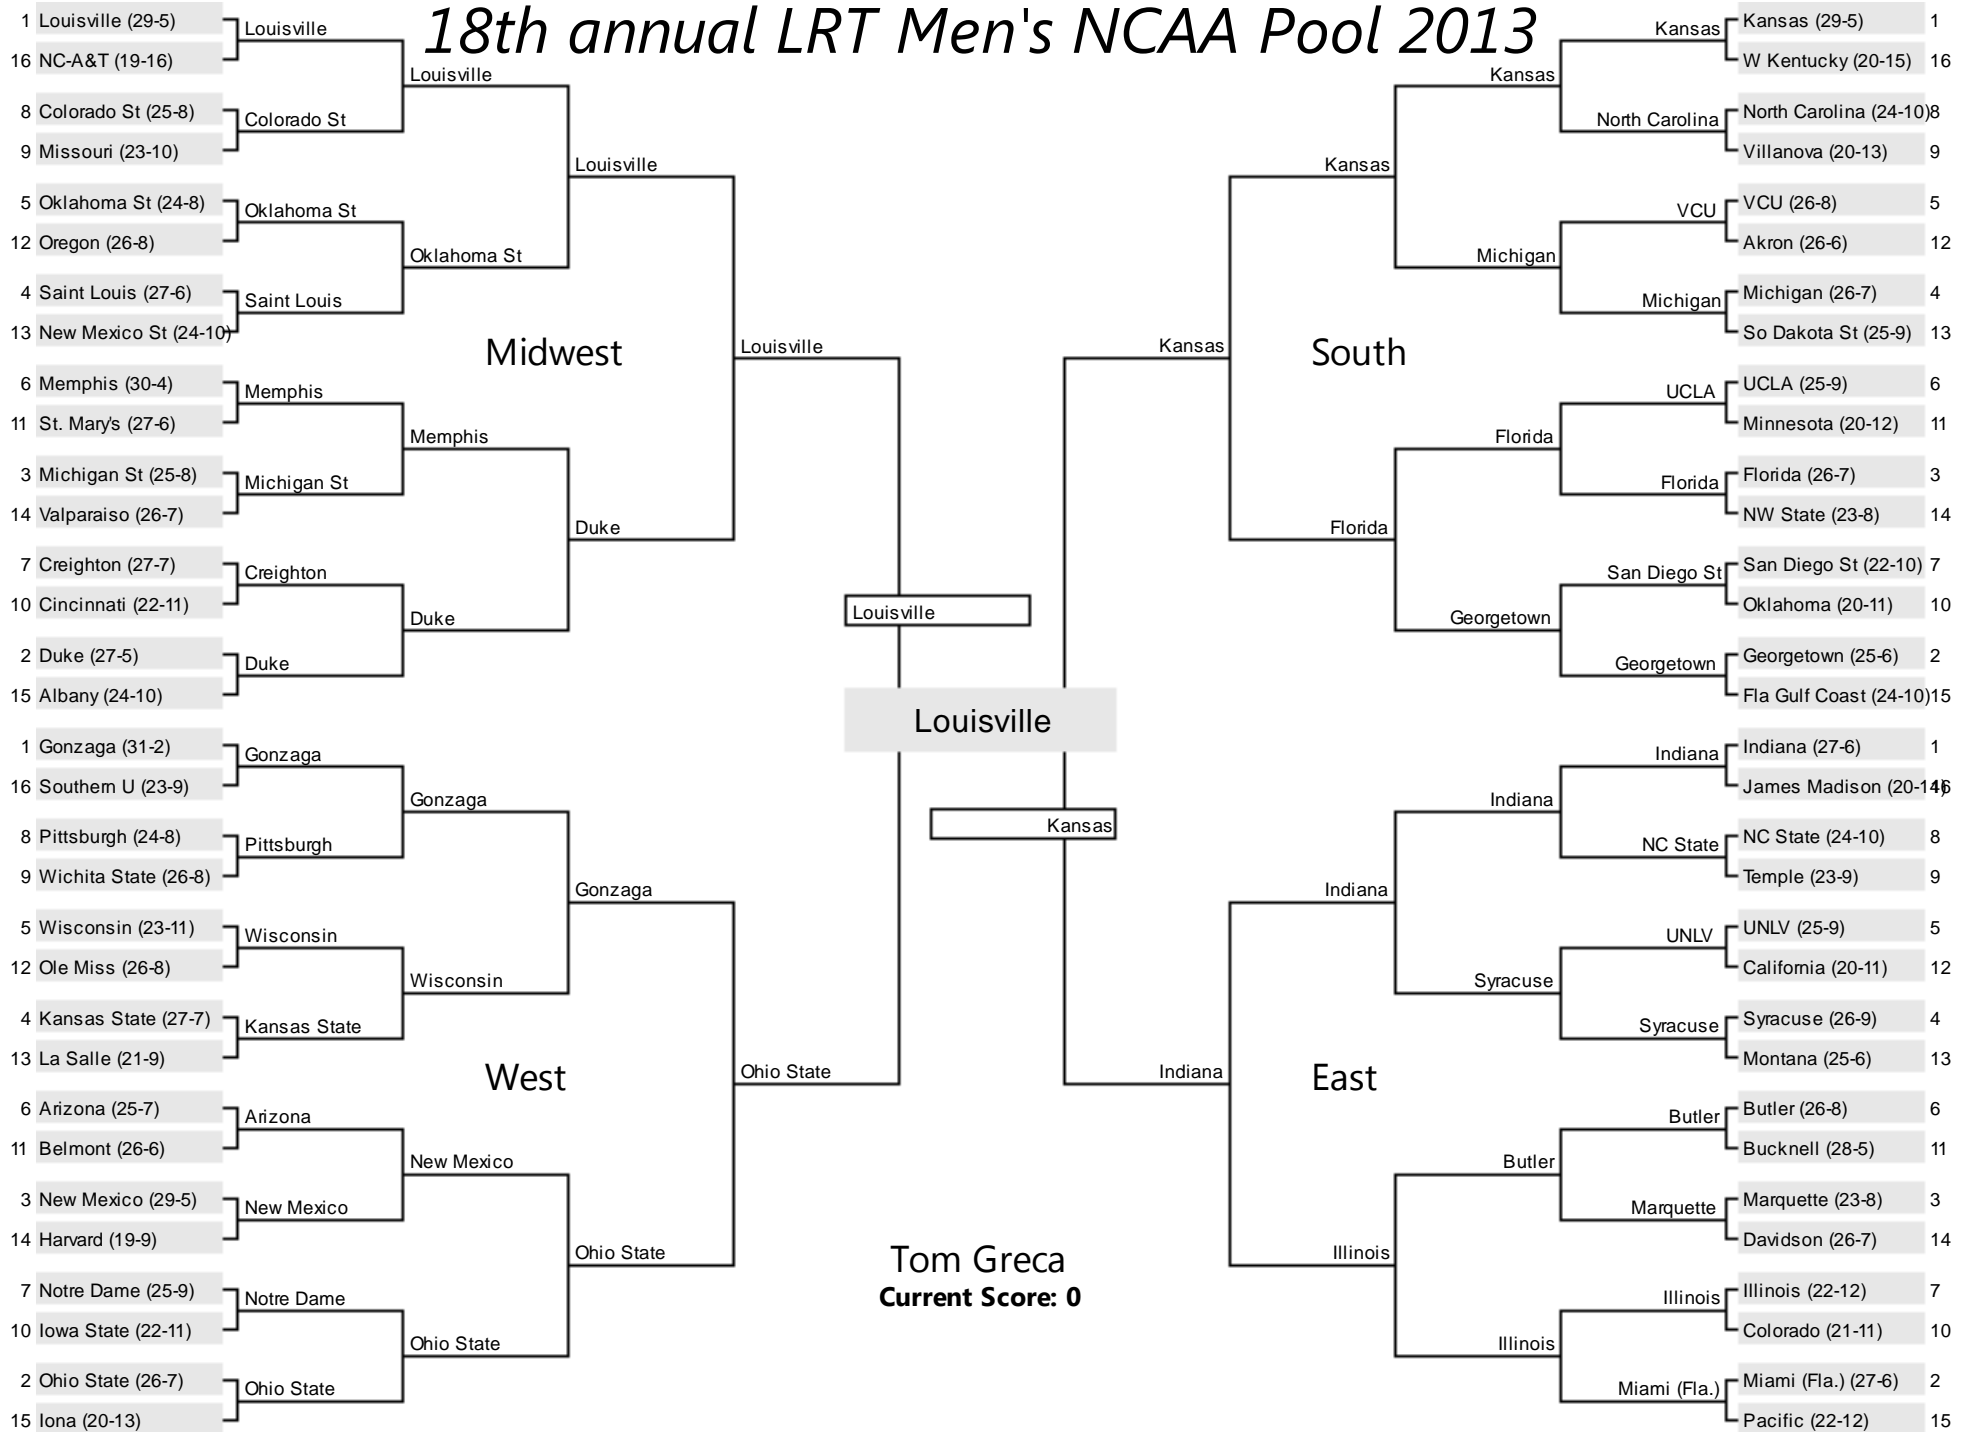 18th annual LRT Men's NCAA Pool 2013
1 Louisville (29-5)
16 NC-A&T (19-16)
8 Colorado St (25-8)
9 Missouri (23-10)
5 Oklahoma St (24-8)
12 Oregon (26-8)
4 Saint Louis (27-6)
13 New Mexico St (24-10)
6 Memphis (30-4)
11 St. Mary's (27-6)
3 Michigan St (25-8)
14 Valparaiso (26-7)
7 Creighton (27-7)
10 Cincinnati (22-11)
2 Duke (27-5)
15 Albany (24-10)
1 Gonzaga (31-2)
16 Southern U (23-9)
8 Pittsburgh (24-8)
9 Wichita State (26-8)
5 Wisconsin (23-11)
12 Ole Miss (26-8)
4 Kansas State (27-7)
13 La Salle (21-9)
6 Arizona (25-7)
11 Belmont (26-6)
3 New Mexico (29-5)
14 Harvard (19-9)
7 Notre Dame (25-9)
10 Iowa State (22-11)
2 Ohio State (26-7)
15 Iona (20-13)
Louisville
Colorado St
Oklahoma St
Saint Louis
Memphis
Michigan St
Creighton
Duke
Gonzaga
Pittsburgh
Wisconsin
Kansas State
Arizona
New Mexico
Notre Dame
Ohio State
Louisville
Oklahoma St
Memphis
Duke
Gonzaga
Wisconsin
New Mexico
Ohio State
Louisville
Duke
Gonzaga
Ohio State
Midwest
West
Louisville
Ohio State
Louisville
Louisville
Kansas
Tom Greca
Current Score: 0
Kansas
Indiana
South
East
Kansas
Florida
Indiana
Illinois
Kansas
Michigan
Florida
Georgetown
Indiana
Syracuse
Butler
Illinois
Kansas
North Carolina
VCU
Michigan
UCLA
Florida
San Diego St
Georgetown
Indiana
NC State
UNLV
Syracuse
Butler
Marquette
Illinois
Miami (Fla.)
Kansas (29-5) 1
W Kentucky (20-15) 16
North Carolina (24-10) 8
Villanova (20-13) 9
VCU (26-8) 5
Akron (26-6) 12
Michigan (26-7) 4
So Dakota St (25-9) 13
UCLA (25-9) 6
Minnesota (20-12) 11
Florida (26-7) 3
NW State (23-8) 14
San Diego St (22-10) 7
Oklahoma (20-11) 10
Georgetown (25-6) 2
Fla Gulf Coast (24-10) 15
Indiana (27-6) 1
James Madison (20-14) 16
NC State (24-10) 8
Temple (23-9) 9
UNLV (25-9) 5
California (20-11) 12
Syracuse (26-9) 4
Montana (25-6) 13
Butler (26-8) 6
Bucknell (28-5) 11
Marquette (23-8) 3
Davidson (26-7) 14
Illinois (22-12) 7
Colorado (21-11) 10
Miami (Fla.) (27-6) 2
Pacific (22-12) 15